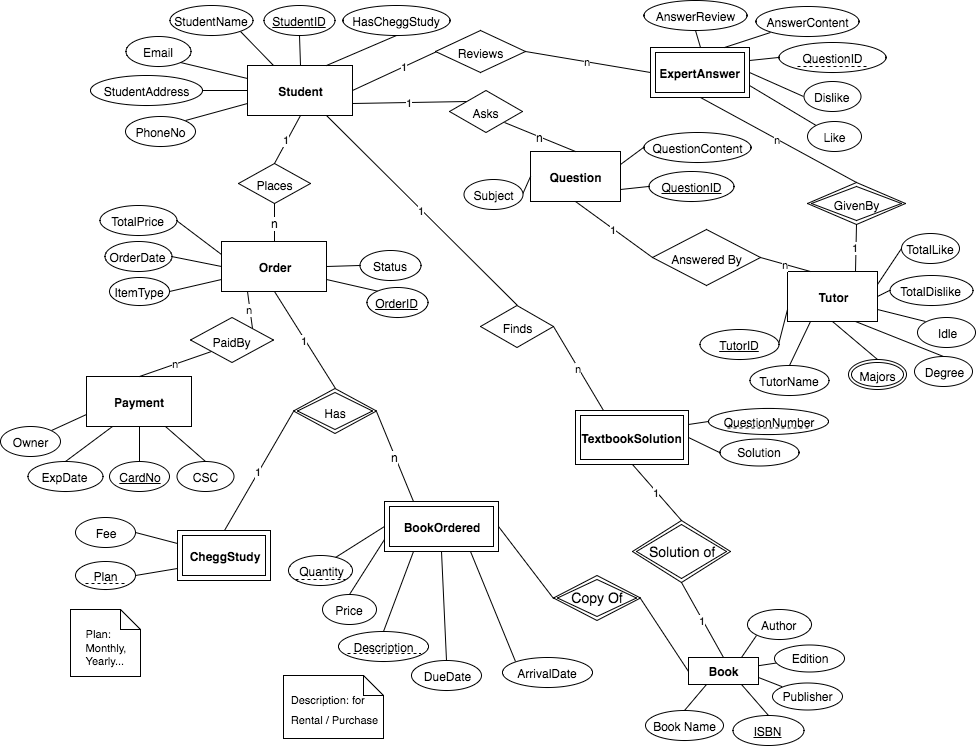 StudentName
StudentID
HasCheggStudy
Email
StudentAddress
PhoneNo
Student
1
Reviews
n
AnswerReview
AnswerContent
QuestionID
Dislike
Like
ExpertAnswer
1
Asks
n
QuestionContent
QuestionID
Subject
Question
n
GivenBy
1
1
Places
n
1
1
Answered By
n
TotalPrice
OrderDate
ItemType
Order
Status
OrderID
TotalLike
TotalDislike
Idle
Degree
Majors
TutorName
TutorID
Tutor
n
PaidBy
n
1
Finds
n
Payment
Owner
ExpDate
CardNo
CSC
Has
1
n
TextbookSolution
QuestionNumber
Solution
1
Solution of
1
Fee
Plan
CheggStudy
BookOrdered
Quantity
Price
Description
DueDate
ArrivalDate
Copy Of
Book
Author
Edition
Publisher
ISBN
Book Name
Plan:
Monthly,
Yearly...
Description: for
Rental / Purchase